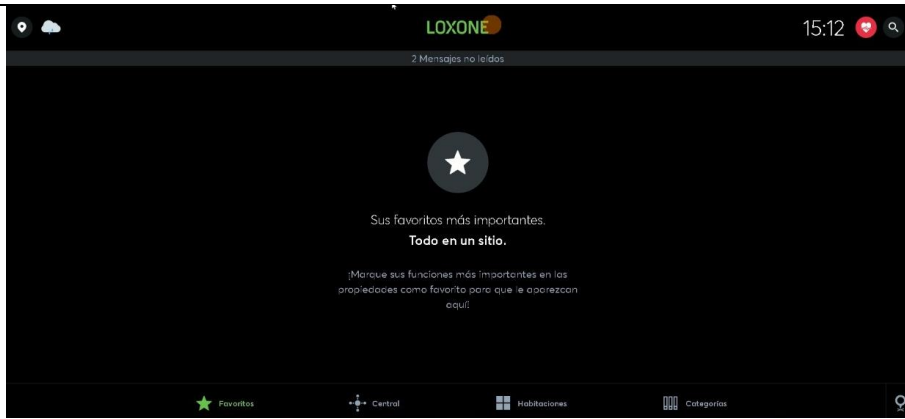 LOXONE
15:12
2 Mensajes no leídos
Sus favoritos más importantes.
Todo en un sitio.
¡Marque sus funciones más importantes en las
propiedades como favorito para que le aparezcan
aquí!
Favoritos
Central
Habitaciones
Categorías